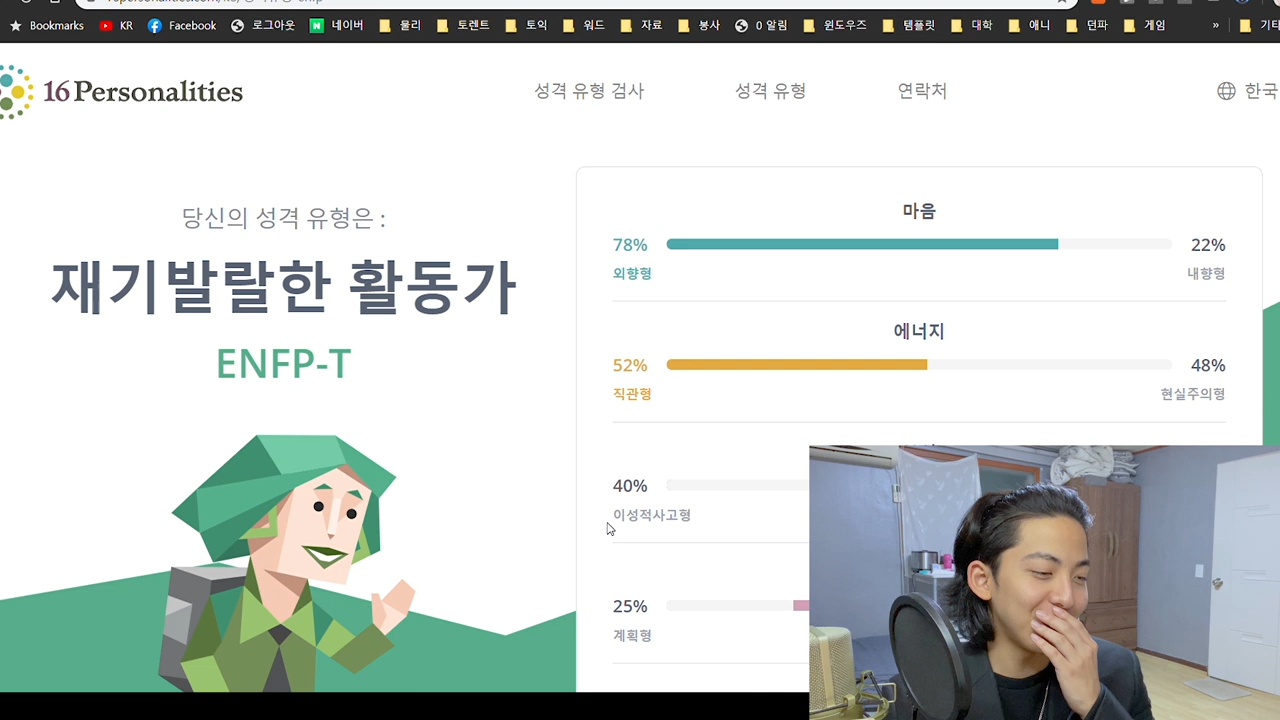 Bookmarks KR Facebook 로그아웃 네이버 물리 토렌트 토익 워드 자료 봉사 0 알림 윈도우즈 템플릿 대학 애니 던파 게임 »
16Personalities
성격 유형 검사 성격 유형 연락처 한국
당신의 성격 유형은 :
재기발랄한 활동가
ENFP-T
마음
78% 22%
외향형 내향형
에너지
52% 48%
직관형 현실주의형
40%
이성적사고형
25%
계획형